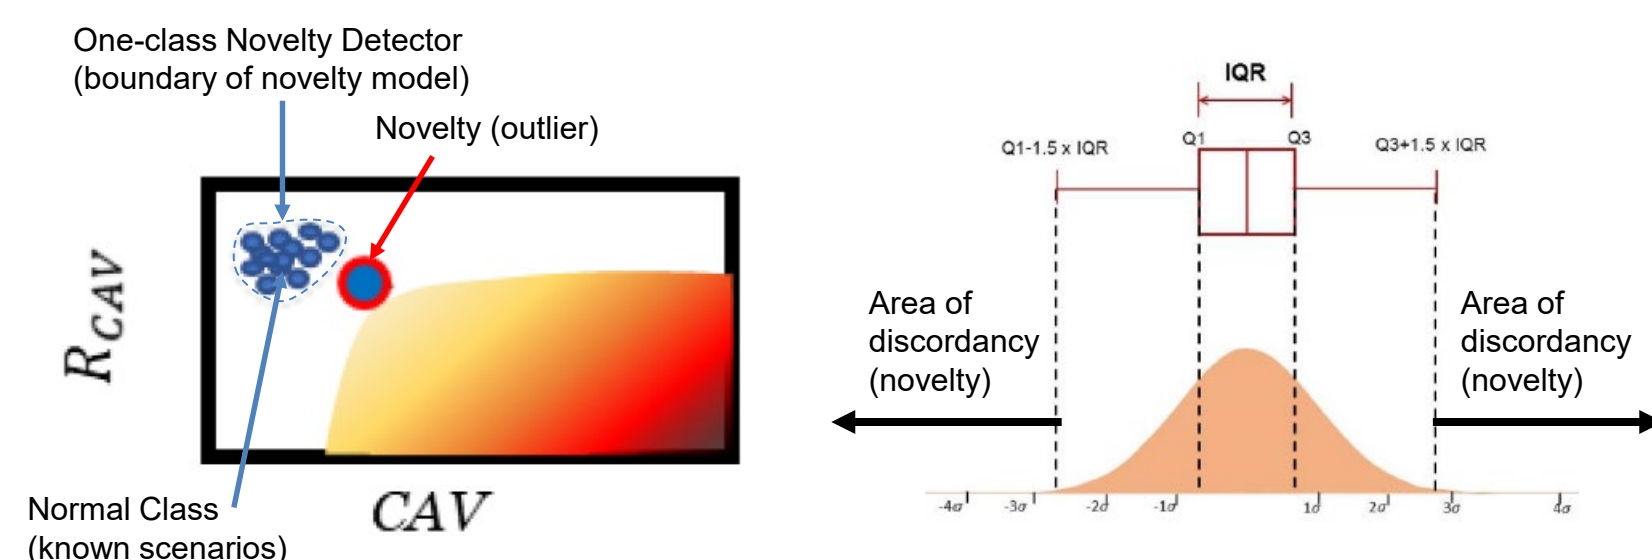 One-class Novelty Detector
(boundary of novelty model)
Novelty (outlier)
R_CAV
CAV
Normal Class
(known scenarios)
IQR
Q1-1.5 x IQR
Q1
Q3
Q3+1.5 x IQR
Area of
discordancy
(novelty)
Area of
discordancy
(novelty)
-4σ -3σ -2σ -1σ 1σ 2σ 3σ 4σ